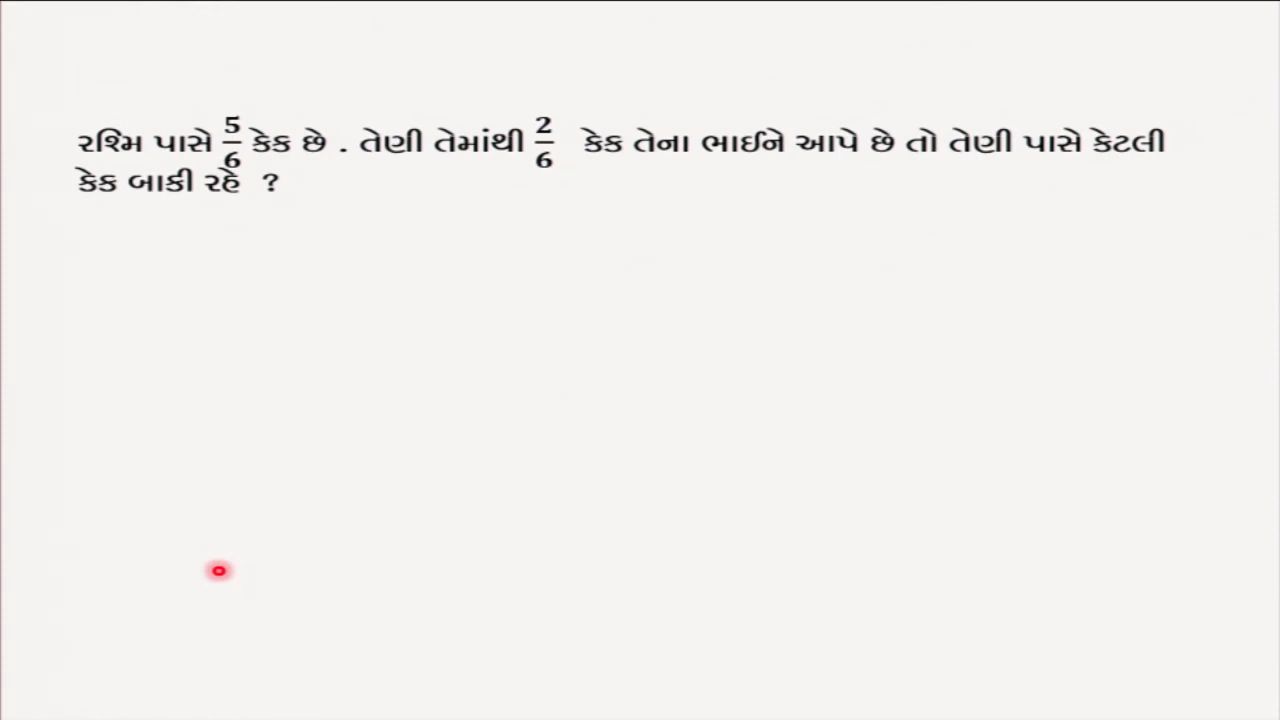 રશ્મિ પાસે 5/6 કેક છે . તેણી તેમાંથી 2/6 કેક તેના ભાઈને આપે છે તો તેણી પાસે કેટલી
કેક બાકી રહે ?